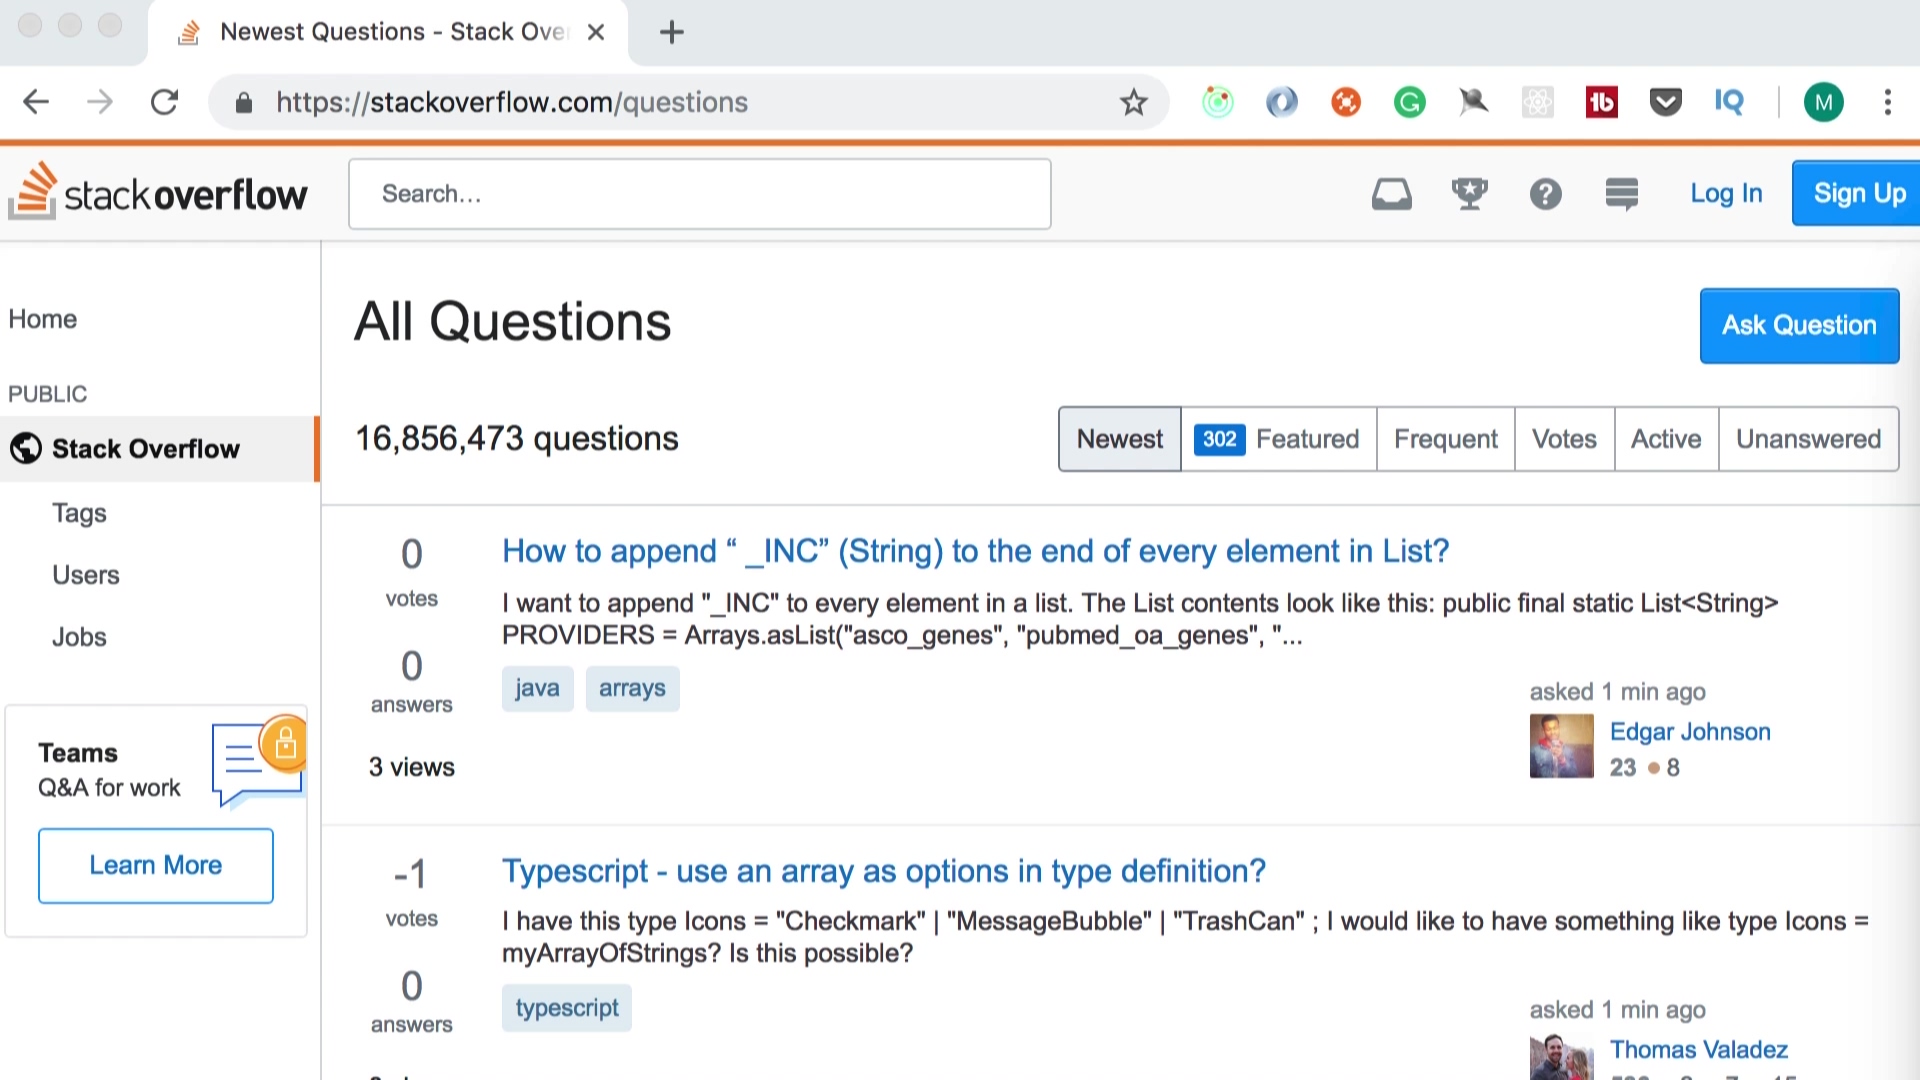 Newest Questions - Stack Over
https://stackoverflow.com/questions
G
tb
IQ
M
stackoverflow
Search…
?
Log In
Sign Up
Home
PUBLIC
Stack Overflow
Tags
Users
Jobs
Teams
Q&A for work
Learn More
All Questions
Ask Question
16,856,473 questions
Newest
302 Featured
Frequent
Votes
Active
Unanswered
0
votes
0
answers
3 views
How to append “ _INC” (String) to the end of every element in List?
I want to append "_INC" to every element in a list. The List contents look like this: public final static List<String>
PROVIDERS = Arrays.asList("asco_genes", "pubmed_oa_genes", "...
java arrays
asked 1 min ago
Edgar Johnson
23 ● 8
-1
votes
0
answers
Typescript - use an array as options in type definition?
I have this type Icons = "Checkmark" | "MessageBubble" | "TrashCan" ; I would like to have something like type Icons =
myArrayOfStrings? Is this possible?
typescript
asked 1 min ago
Thomas Valadez